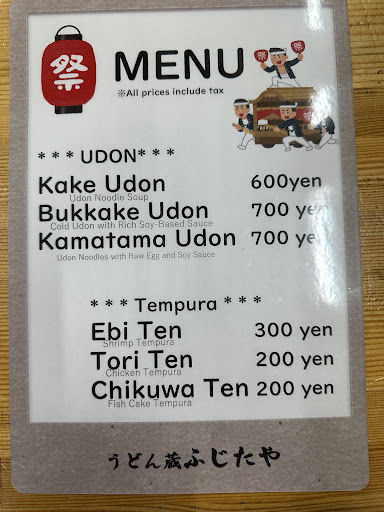 祭
MENU
※All prices include tax
* * * UDON* * *
Kake Udon 600yen
Udon Noodle Soup
Bukkake Udon 700 yen
Cold Udon with Rich Soy-Based Sauce
Kamatama Udon 700 yen
Udon Noodles with Raw Egg and Soy Sauce
* * * Tempura * * *
Ebi Ten 300 yen
Shrimp Tempura
Tori Ten 200 yen
Chicken Tempura
Chikuwa Ten 200 yen
Fish Cake Tempura
うどん蔵ふじたや